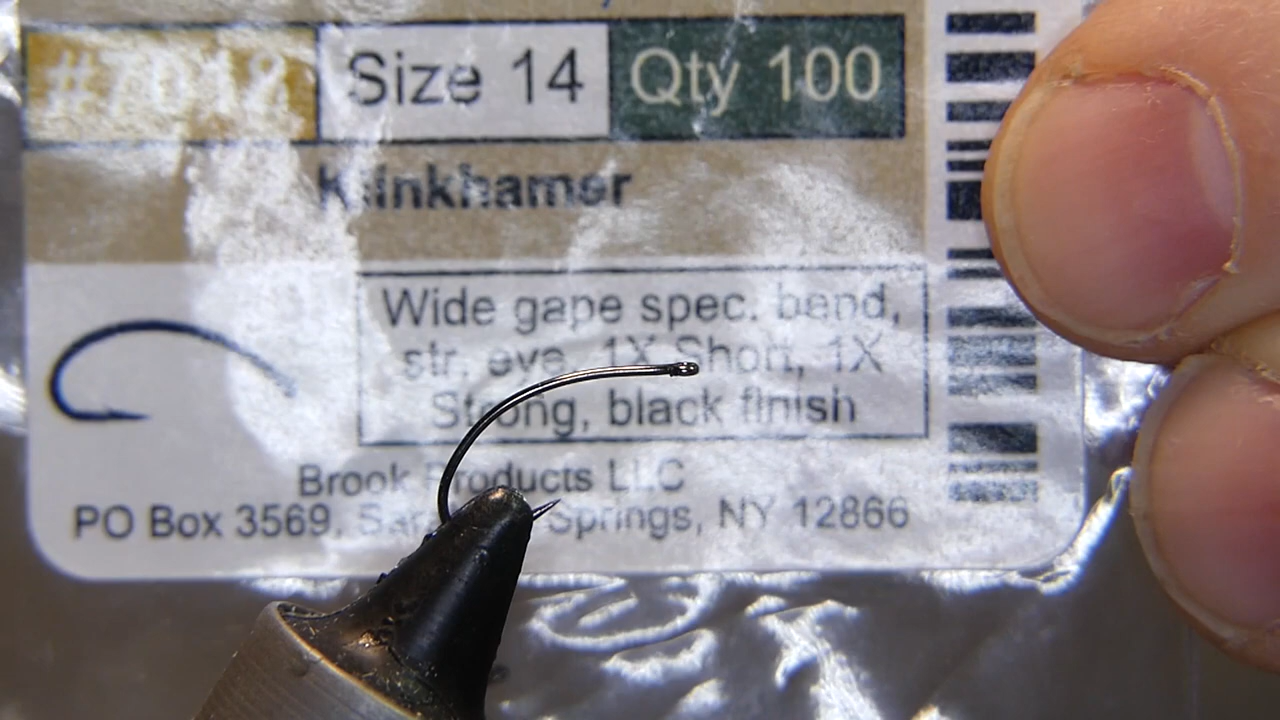 #7042 Size 14 Qty 100
Klinkhamer
Wide gape spec. bend,
str. eye, 1X Short, 1X
Strong, black finish
Brook Products LLC
PO Box 3569, Springs, NY 12866